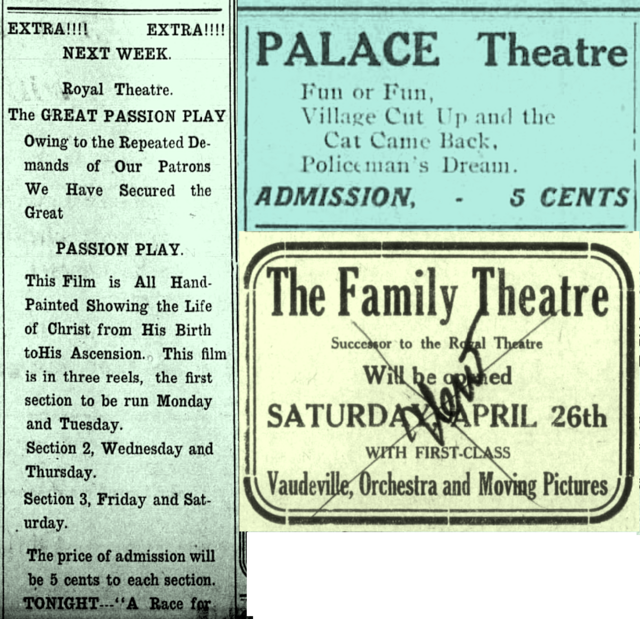 EXTRA!!!! EXTRA!!!!
NEXT WEEK.
Royal Theatre.
The GREAT PASSION PLAY
Owing to the Repeated De-
mands of Our Patrons
We Have Secured the
Great
PASSION PLAY.
This Film is All Hand-
Painted Showing the Life
of Christ from His Birth
toHis Ascension. This film
is in three reels, the first
section to be run Monday
and Tuesday.
Section 2, Wednesday and
Thursday.
Section 3, Friday and Sat-
urday.
The price of admission will
be 5 cents to each section.
TONIGHT---"A Race for
PALACE Theatre
Fun or Fun,
Village Cut Up and the
Cat Came Back,
Policeman's Dream.
ADMISSION, - 5 CENTS
The Family Theatre
Successor to the Royal Theatre
Will be opened
SATURDAY APRIL 26th
WITH FIRST-CLASS
Vaudeville, Orchestra and Moving Pictures